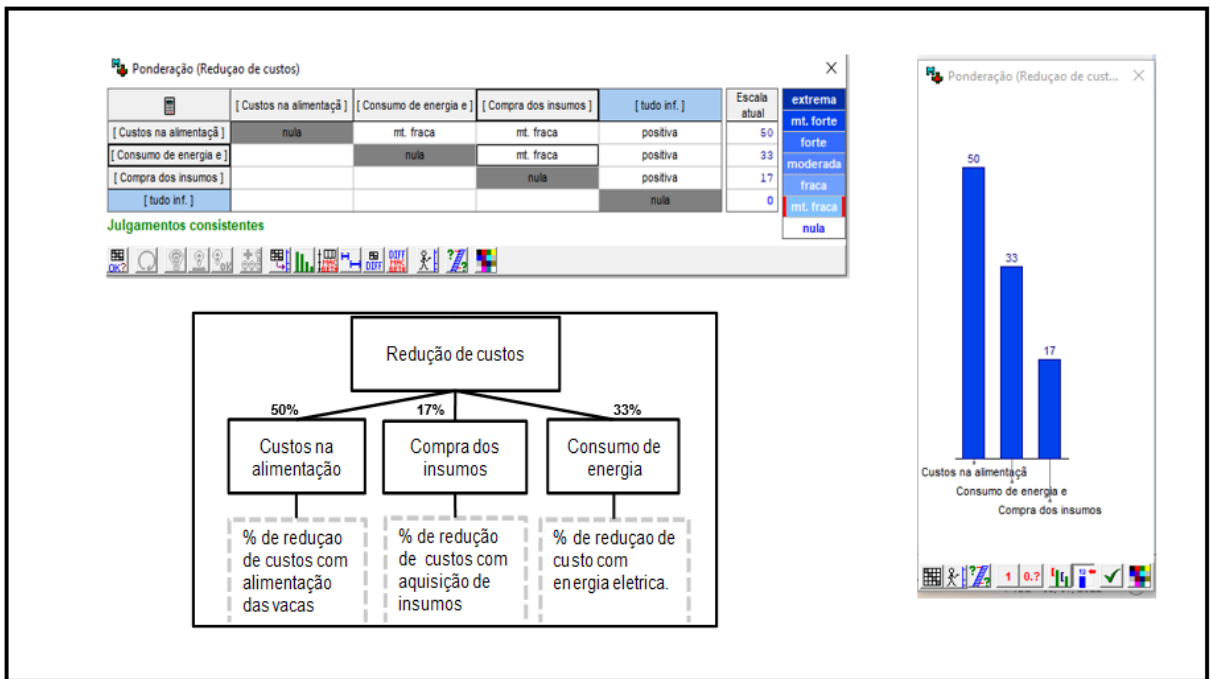 Ponderação (Reduçao de custos)
[ Custos na alimentaçã ] [ Consumo de energia e ] [ Compra dos insumos ] [ tudo inf. ] Escala atual
[ Custos na alimentaçã ] nula mt. fraca mt. fraca positiva 50
[ Consumo de energia e ] nula mt. fraca positiva 33
[ Compra dos insumos ] nula positiva 17
[ tudo inf. ] nula 0
extrema
mt. forte
forte
moderada
fraca
mt. fraca
nula
Julgamentos consistentes
Ponderação (Reduçao de cust...
50
33
17
Custos na alimentaçã
Consumo de energia e
Compra dos insumos
Redução de custos
50% 17% 33%
Custos na
alimentação
Compra dos
insumos
Consumo de
energia
% de reduçao
de custos com
alimentação
das vacas
% de redução
de custos com
aquisição de
insumos
% de reduçao de
custo com
energia eletrica.